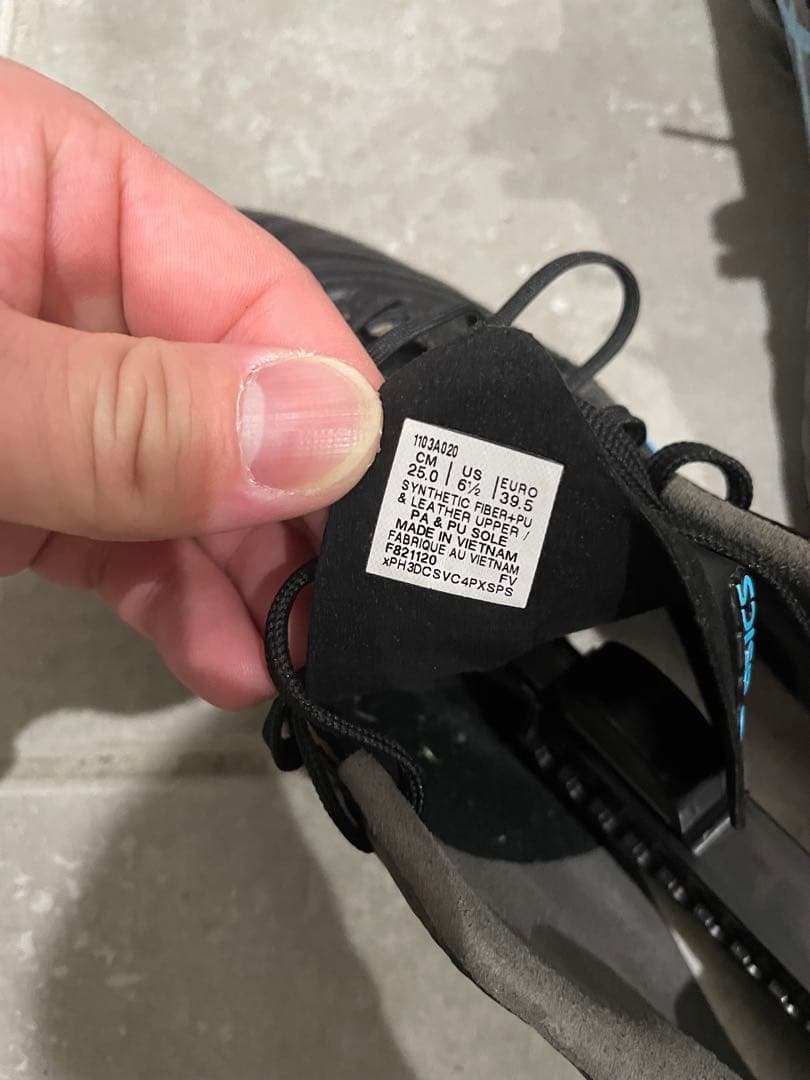 1103A020
CM | US | EURO
25.0 | 6½ | 39.5
SYNTHETIC FIBER+PU
& LEATHER UPPER /
PA & PU SOLE
MADE IN VIETNAM
FABRIQUE AU VIETNAM
F821120 FV
xPH3DCSVC4PXSPS
asics